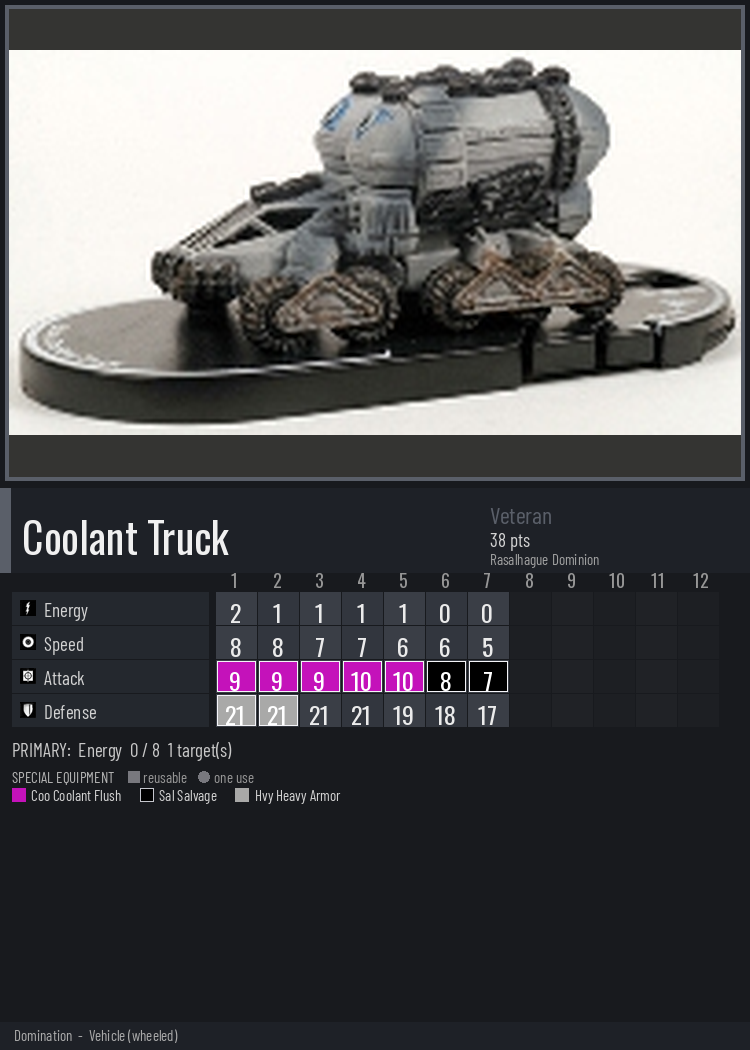 Coolant Truck
Veteran
38 pts
Rasalhague Dominion
1 2 3 4 5 6 7 8 9 10 11 12
Energy 2 1 1 1 1 0 0
Speed 8 8 7 7 6 6 5
Attack 9 9 9 10 10 8 7
Defense 21 21 21 21 19 18 17
PRIMARY: Energy 0 / 8 1 target(s)
SPECIAL EQUIPMENT reusable one use
Coo Coolant Flush Sal Salvage Hvy Heavy Armor
Domination - Vehicle (wheeled)